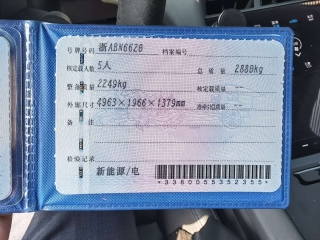 号牌号码 浙ABN6626 档案编号
核定载人数 5人 总质量 2880kg
整备质量 2249kg 核定载质量 --
外廓尺寸 4963×1966×1379mm 准牵引总质量 --
备注
检验记录
新能源/电
*3380055352355*